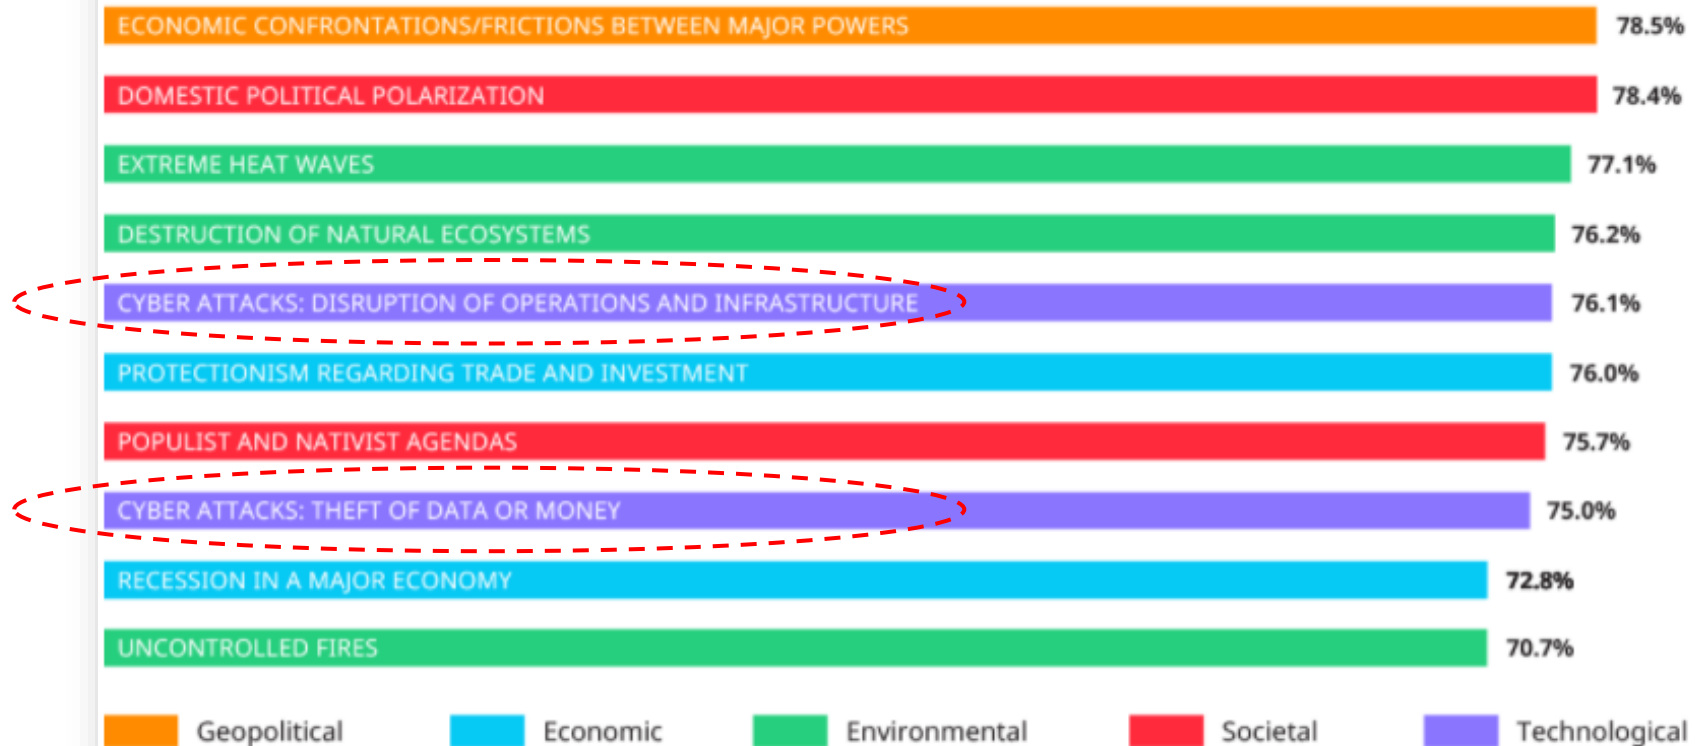 ECONOMIC CONFRONTATIONS/FRICTIONS BETWEEN MAJOR POWERS 78.5%
DOMESTIC POLITICAL POLARIZATION 78.4%
EXTREME HEAT WAVES 77.1%
DESTRUCTION OF NATURAL ECOSYSTEMS 76.2%
CYBER ATTACKS: DISRUPTION OF OPERATIONS AND INFRASTRUCTURE 76.1%
PROTECTIONISM REGARDING TRADE AND INVESTMENT 76.0%
POPULIST AND NATIVIST AGENDAS 75.7%
CYBER ATTACKS: THEFT OF DATA OR MONEY 75.0%
RECESSION IN A MAJOR ECONOMY 72.8%
UNCONTROLLED FIRES 70.7%
Geopolitical Economic Environmental Societal Technological